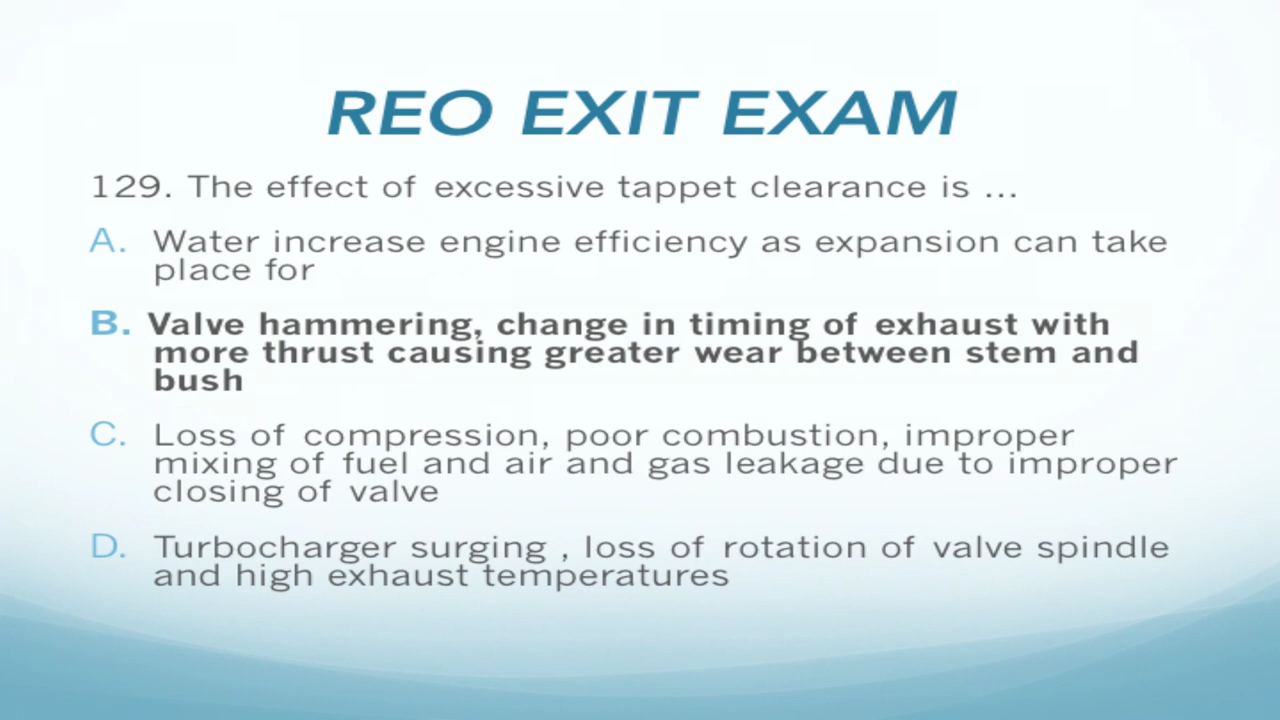 REO EXIT EXAM
129. The effect of excessive tappet clearance is ...
A. Water increase engine efficiency as expansion can take
place for
B. Valve hammering, change in timing of exhaust with
more thrust causing greater wear between stem and
bush
C. Loss of compression, poor combustion, improper
mixing of fuel and air and gas leakage due to improper
closing of valve
D. Turbocharger surging , loss of rotation of valve spindle
and high exhaust temperatures